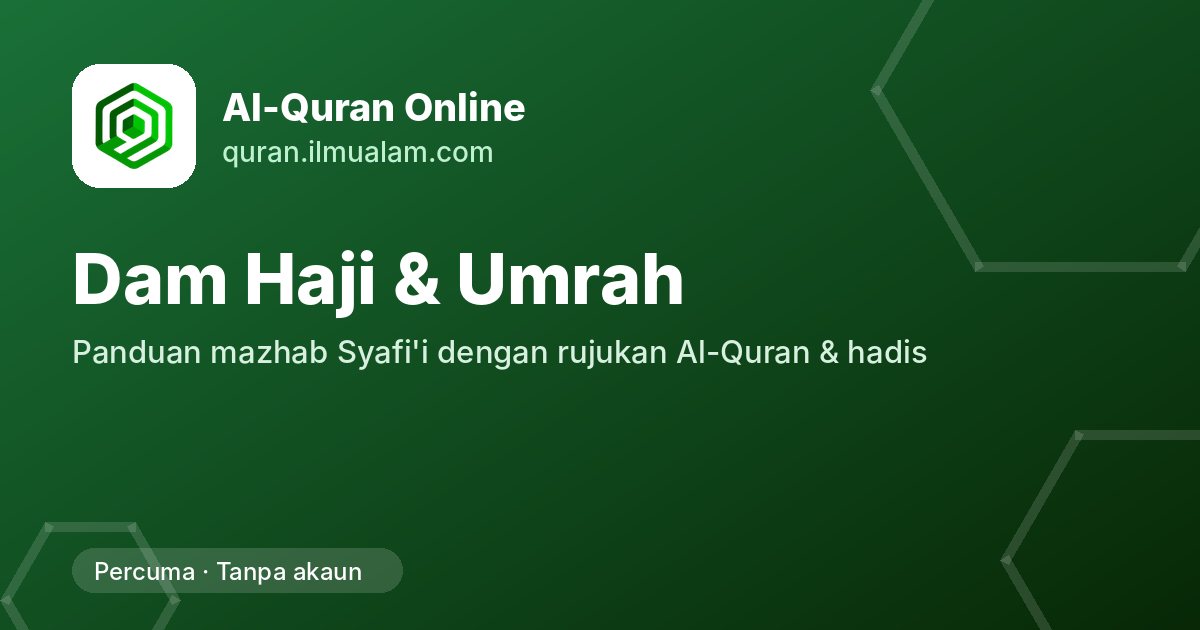 Al-Quran Online
quran.ilmualam.com
Dam Haji & Umrah
Panduan mazhab Syafi'i dengan rujukan Al-Quran & hadis
Percuma · Tanpa akaun